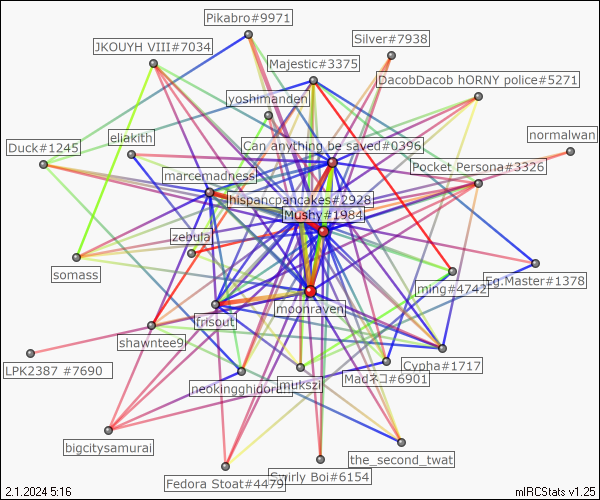 Pikabro#9971
JKOUYH VIII#7034
Silver#7938
Majestic#3375
DacobDacob hORNY police#5271
yoshimanden
normalwan
eliakith
Can anything be saved#0396
Duck#1245
Pocket Persona#3326
marcemadness
hispancpancakes#2928
Mushy#1984
zebula
somass
ming#4742
Eg.Master#1378
moonraven
frisout
shawntee9
LPK2387 #7690
Cypha#1717
Madネコ#6901
neokingghidorah
mukszi
bigcitysamurai
the_second_twat
Swirly Boi#6154
Fedora Stoat#4479
2.1.2024 5:16
mIRCStats v1.25